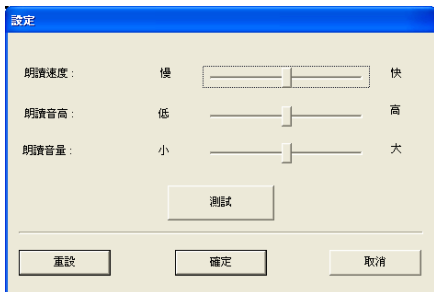 設定
朗讀速度： 慢 快
朗讀音高： 低 高
朗讀音量： 小 大
測試
重設 確定 取消